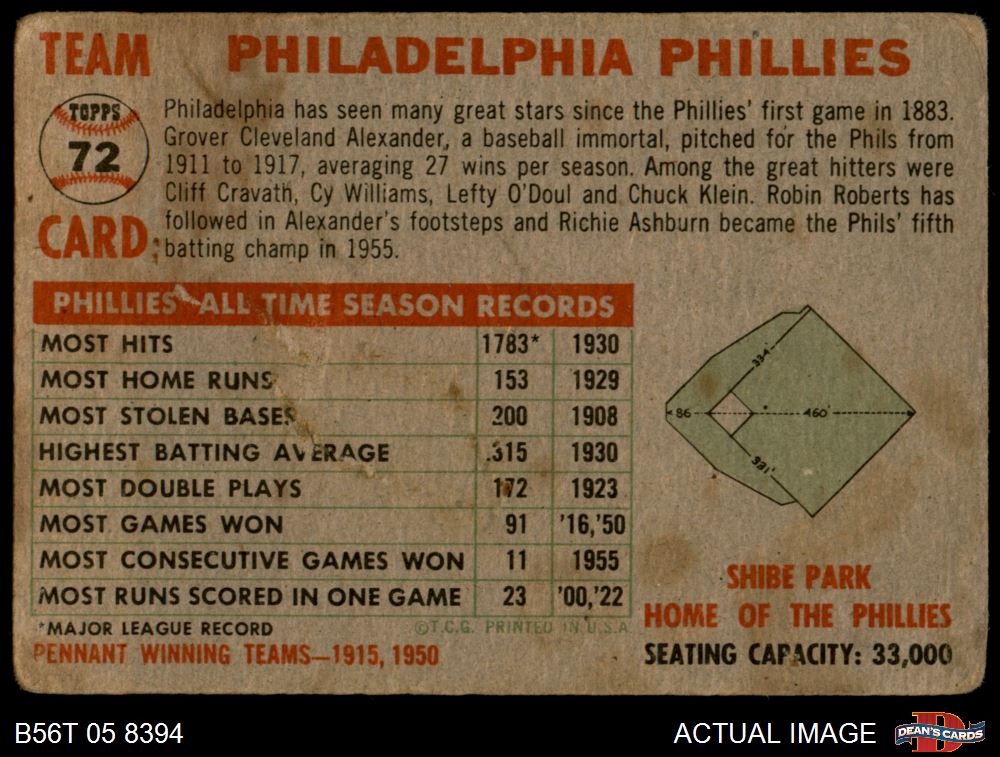 TEAM PHILADELPHIA PHILLIES
TOPPS
72
CARD
Philadelphia has seen many great stars since the Phillies' first game in 1883.
Grover Cleveland Alexander, a baseball immortal, pitched for the Phils from
1911 to 1917, averaging 27 wins per season. Among the great hitters were
Cliff Cravath, Cy Williams, Lefty O'Doul and Chuck Klein. Robin Roberts has
followed in Alexander's footsteps and Richie Ashburn became the Phils' fifth
batting champ in 1955.
PHILLIES' ALL TIME SEASON RECORDS
MOST HITS 1783* 1930
MOST HOME RUNS 153 1929
MOST STOLEN BASES 200 1908
HIGHEST BATTING AVERAGE .315 1930
MOST DOUBLE PLAYS 172 1923
MOST GAMES WON 91 '16,'50
MOST CONSECUTIVE GAMES WON 11 1955
MOST RUNS SCORED IN ONE GAME 23 '00,'22
*MAJOR LEAGUE RECORD ©T.C.G. PRINTED IN U.S.A
PENNANT WINNING TEAMS—1915, 1950
334'
86
460'
331'
SHIBE PARK
HOME OF THE PHILLIES
SEATING CAPACITY: 33,000
B56T 05 8394 ACTUAL IMAGE
D
DEAN'S CARDS